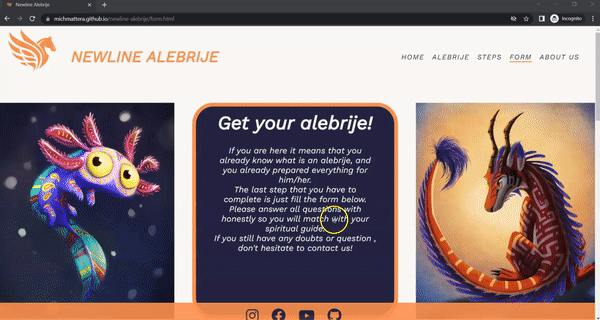 Newline Alebrije
michmattera.github.io/newline-alebrije/form.html
Incognito
NEWLINE ALEBRIJE
HOME ALEBRIJE STEPS FORM ABOUT US
Get your alebrije!
If you are here it means that you
already know what is an alebrije, and
you already prepared everything for
him/her.
The last step that you have to
complete is just fill the form below.
Please answer all questions with
honestly so you will match with your
spiritual guide.
If you still have any doubts or question ,
don't hesitate to contact us!